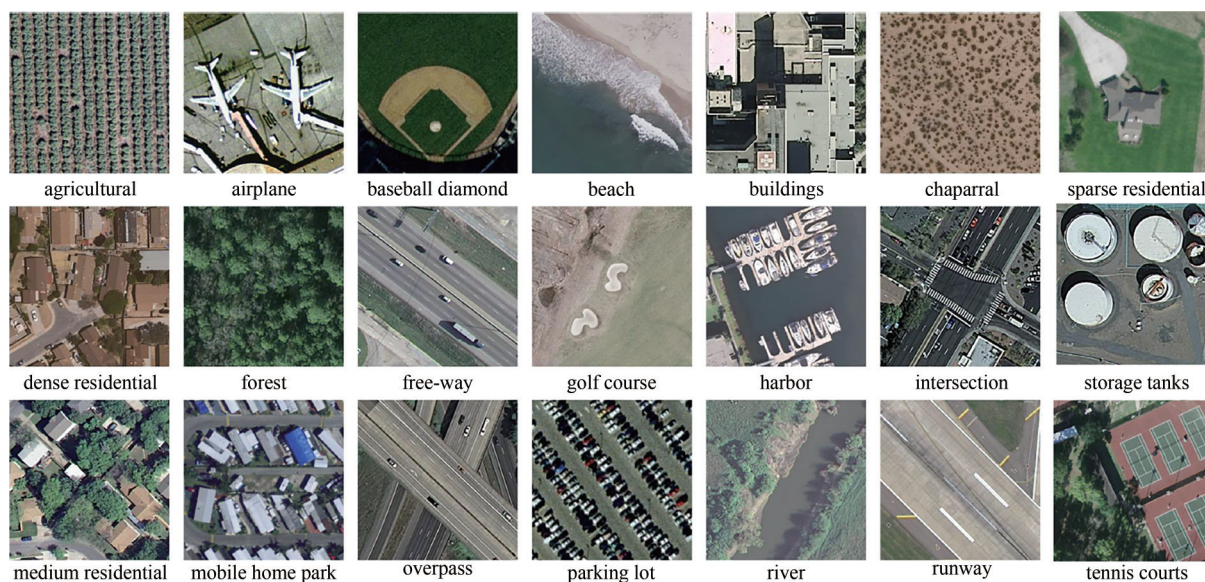 agricultural airplane baseball diamond beach buildings chaparral sparse residential
dense residential forest free-way golf course harbor intersection storage tanks
medium residential mobile home park overpass parking lot river runway tennis courts